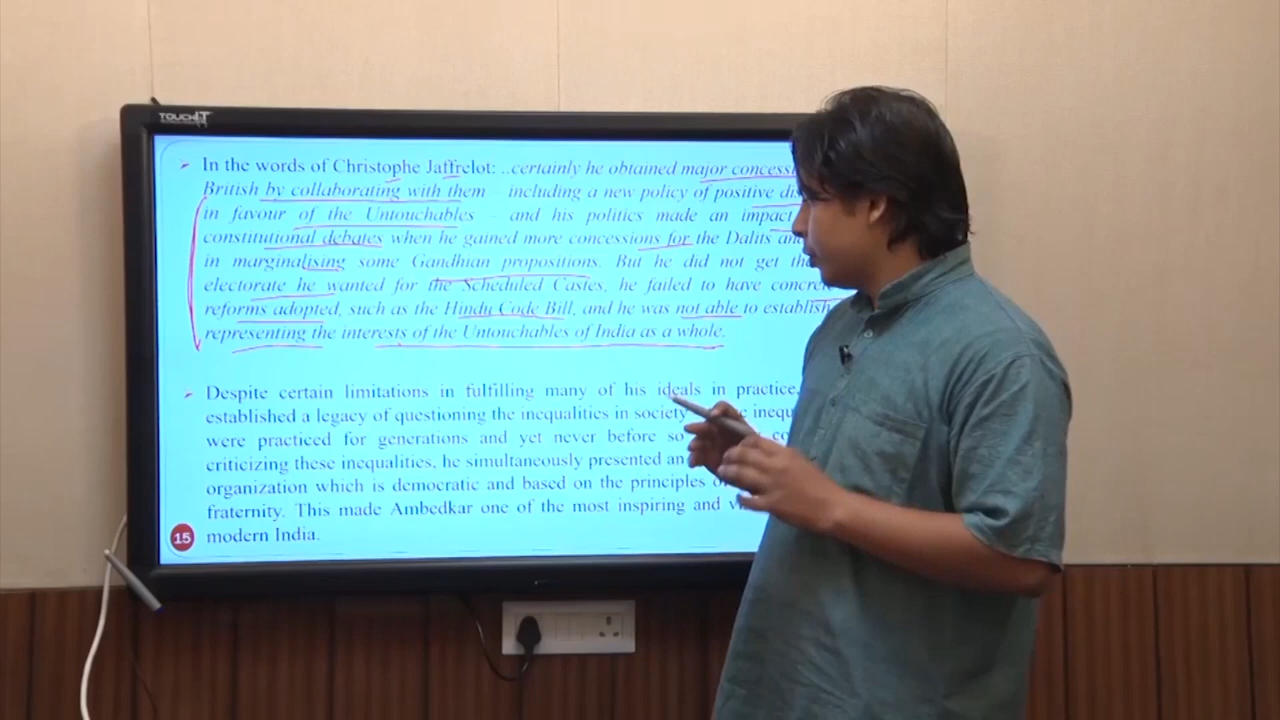 TOUCHIT
➢ In the words of Christophe Jaffrelot: ..certainly he obtained major
British by collaborating with them – including a new policy of positive
in favour of the Untouchables – and his politics made an impact
constitutional debates when he gained more concessions for the Dalits
in marginalising some Gandhian propositions. But he did not get
electorate he wanted for the Scheduled Castes, he failed to have
reforms adopted, such as the Hindu Code Bill, and he was not able to establish
representing the interests of the Untouchables of India as a whole.
➢ Despite certain limitations in fulfilling many of his ideals in practice,
established a legacy of questioning the inequalities in society
were practiced for generations and yet never before so
criticizing these inequalities, he simultaneously presented an
organization which is democratic and based on the principles
fraternity. This made Ambedkar one of the most inspiring and
modern India.
15